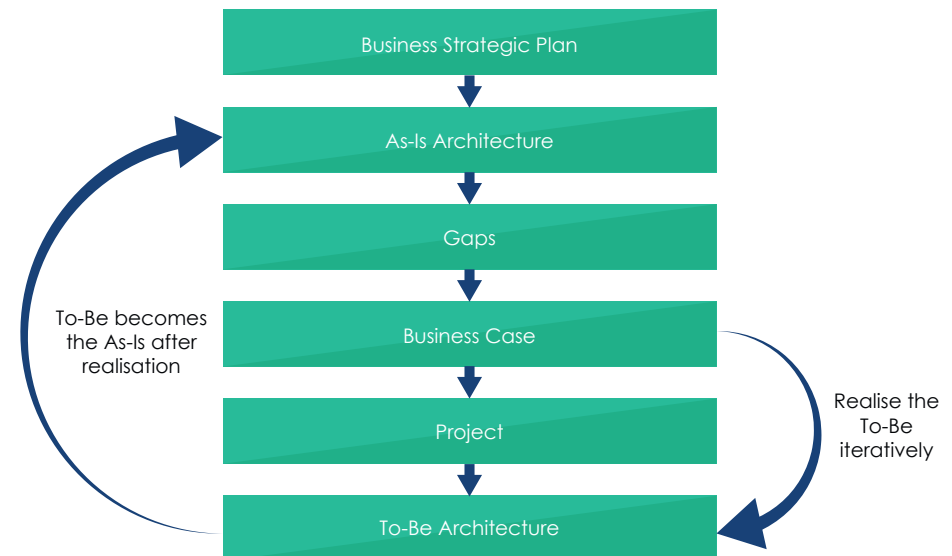 Business Strategic Plan
As-Is Architecture
Gaps
Business Case
Project
To-Be Architecture
To-Be becomes
the As-Is after
realisation
Realise the
To-Be
iteratively